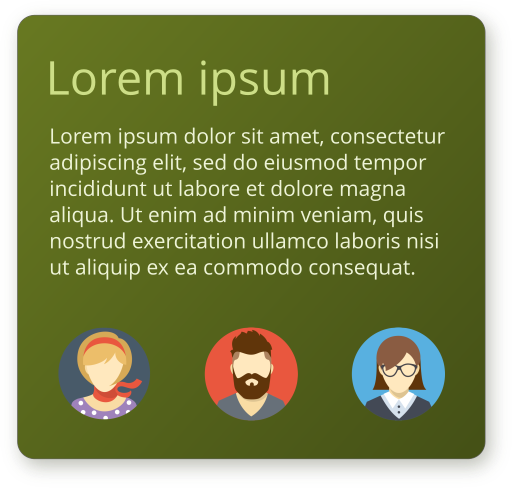 Lorem ipsum
Lorem ipsum dolor sit amet, consectetur
adipiscing elit, sed do eiusmod tempor
incididunt ut labore et dolore magna
aliqua. Ut enim ad minim veniam, quis
nostrud exercitation ullamco laboris nisi
ut aliquip ex ea commodo consequat.